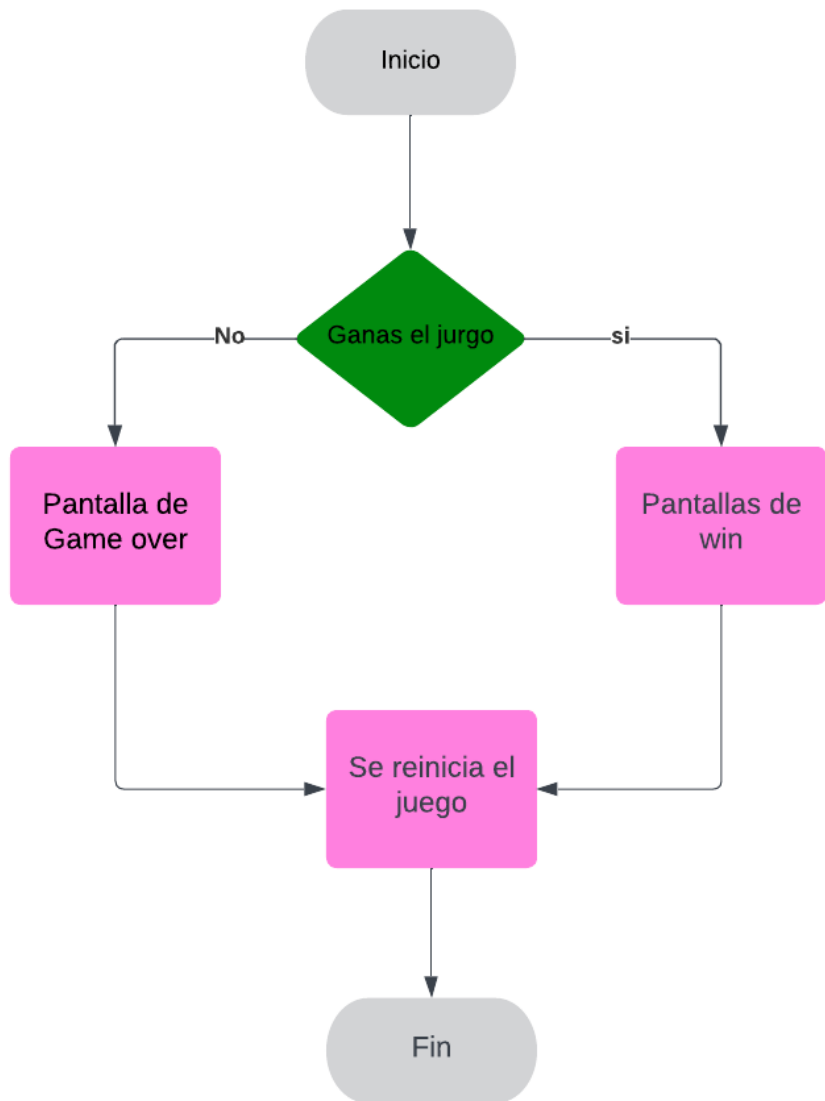 Inicio
Ganas el jurgo
No
si
Pantalla de
Game over
Pantallas de
win
Se reinicia el
juego
Fin